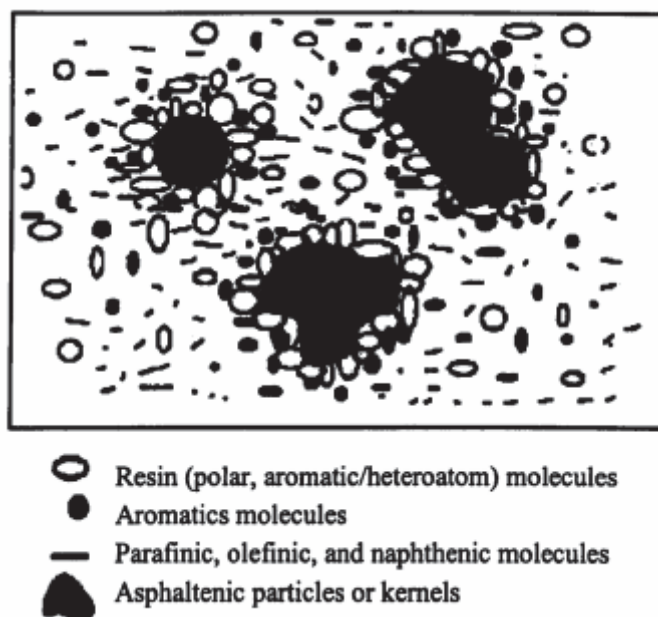 Resin (polar, aromatic/heteroatom) molecules
Aromatics molecules
Parafinic, olefinic, and naphthenic molecules
Asphaltenic particles or kernels